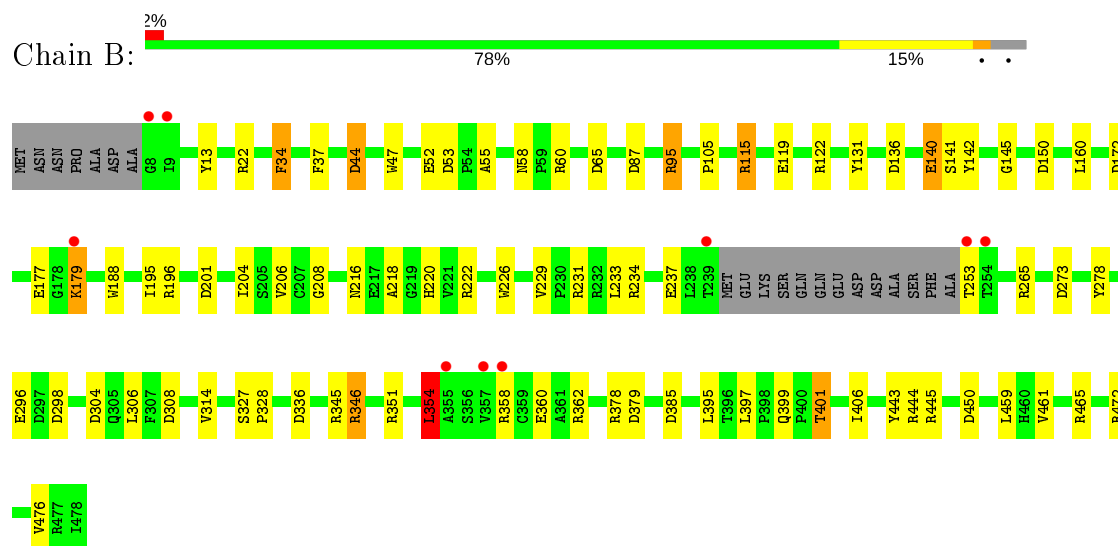 2%
Chain B:
78% 15% • •
MET ASN ASN PRO ALA ASP ALA G8 I9 Y13 R22 F34 F37 D44 W47 E52 D53 P54 A55 N58 P59 R60 D65 D87 R95 P105 R115 E119 R122 Y131 D136 E140 S141 Y142 G145 D150 L160
E177 G178 K179 W188 I195 R196 D201 I204 S205 V206 C207 G208 N216 E217 A218 G219 H220 V221 R222 W226 V229 P230 R231 R232 L233 R234 E237 L238 T239 MET GLU LYS SER GLN GLN GLU ASP ASP ALA SER PHE ALA T253 T254 R265 D273 Y278
E296 D297 D298 D304 Q305 L306 F307 D308 V314 S327 P328 D336 R345 R346 R351 L354 A355 S356 V357 R358 C359 E360 A361 R362 R378 D379 D385 L395 T396 L397 P398 Q399 P400 T401 I406 Y443 R444 R445 D450 L459 H460 V461 R465
V476 R477 I478